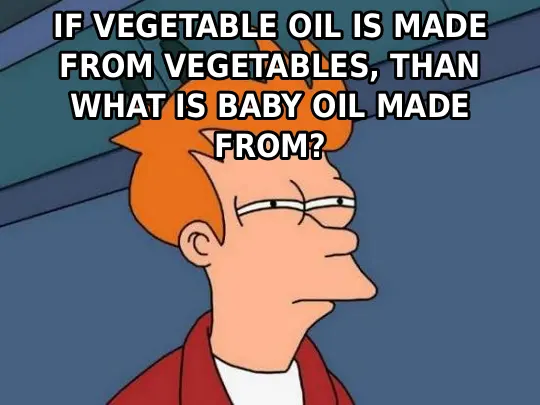 IF VEGETABLE OIL IS MADE
FROM VEGETABLES, THAN
WHAT IS BABY OIL MADE
FROM?